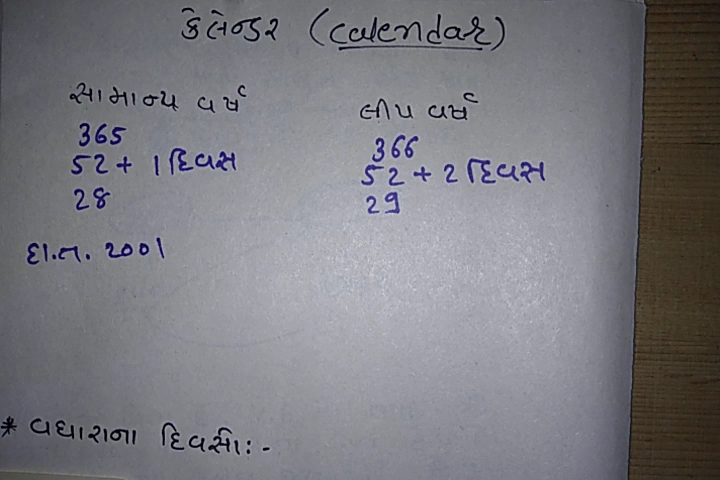 કેલેન્ડર (calendar)
સામાન્ય વર્ષ
365
52 + 1 દિવસ
28
દા.ત. 2001
લીપ વર્ષ
366
52 + 2 દિવસ
29
* વધારાના દિવસો :-